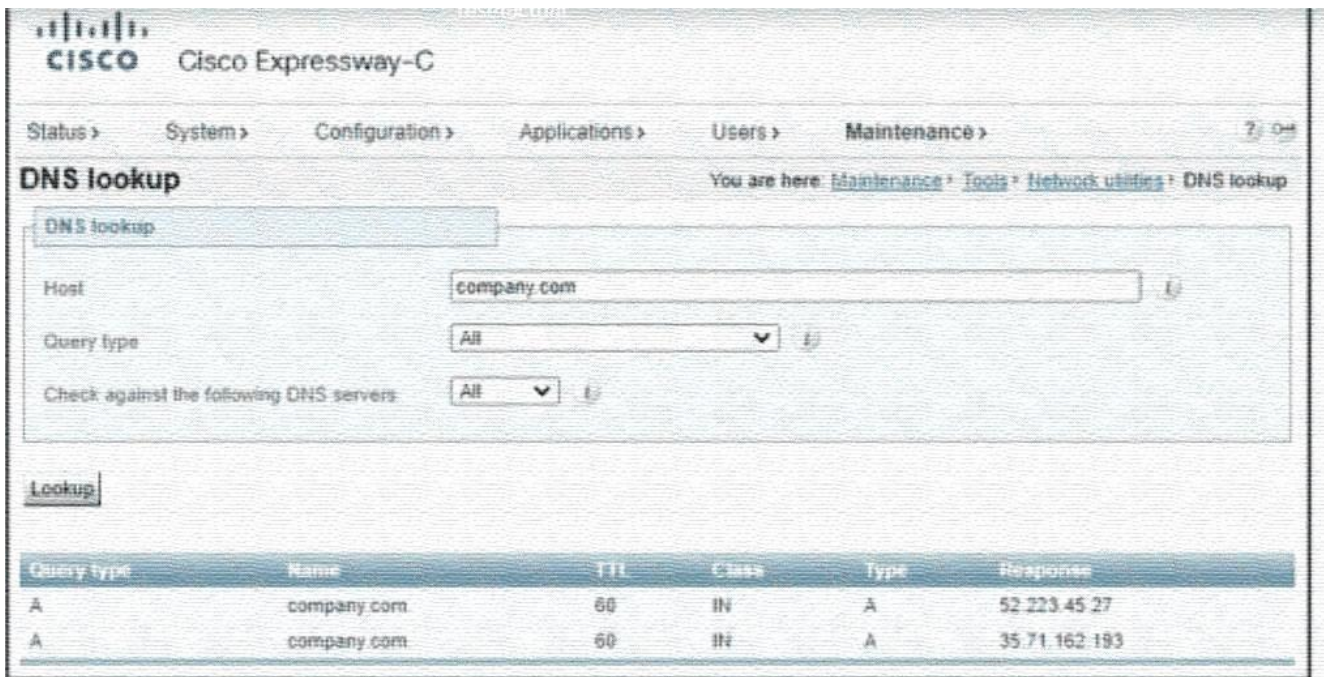 CISCO Cisco Expressway-C
Status > System > Configuration > Applications > Users > Maintenance > ?
DNS lookup You are here: Maintenance › Tools › Network utilities › DNS lookup
DNS lookup
Host company.com
Query type All
Check against the following DNS servers All
Lookup
Query type Name TTL Class Type Response
A company.com 60 IN A 52.223.45.27
A company.com 60 IN A 35.71.162.193